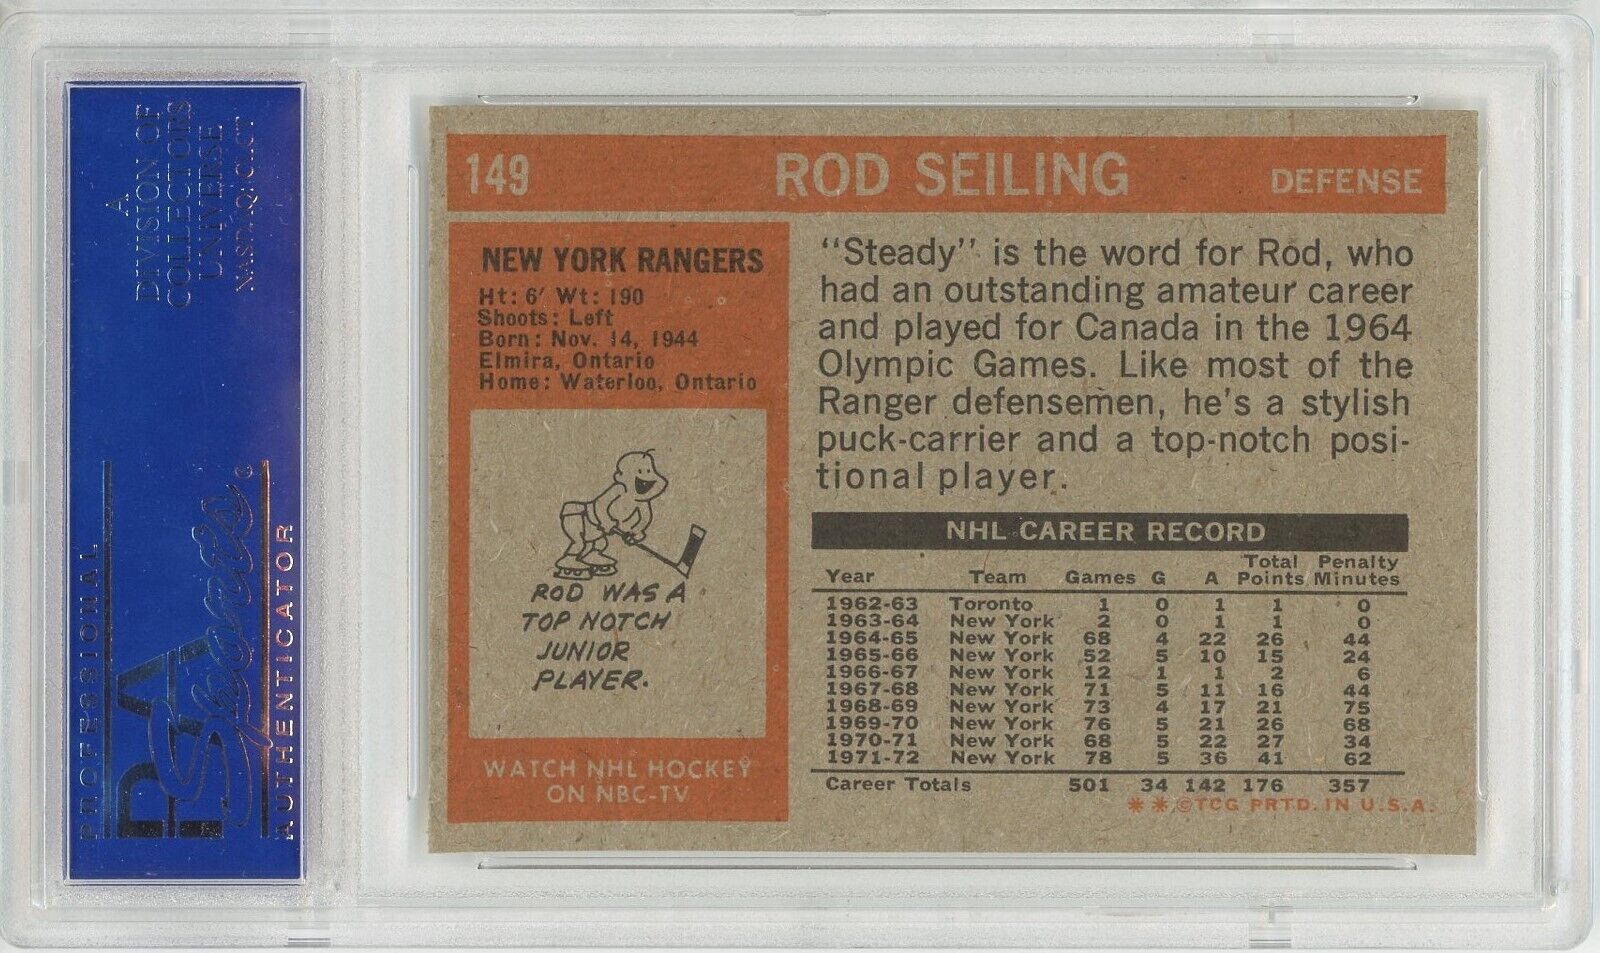 A
DIVISION OF
COLLECTORS
UNIVERSE
NASDAQ: CLCT
PROFESSIONAL
PSA
Sports ©
AUTHENTICATOR
149 ROD SEILING DEFENSE
NEW YORK RANGERS
Ht: 6' Wt: 190
Shoots: Left
Born: Nov. 14, 1944
Elmira, Ontario
Home: Waterloo, Ontario
ROD WAS A
TOP NOTCH
JUNIOR
PLAYER.
WATCH NHL HOCKEY
ON NBC-TV
"Steady" is the word for Rod, who
had an outstanding amateur career
and played for Canada in the 1964
Olympic Games. Like most of the
Ranger defensemen, he's a stylish
puck-carrier and a top-notch posi-
tional player.
NHL CAREER RECORD
Total Penalty
Year Team Games G A Points Minutes
1962-63 Toronto 1 0 1 1 0
1963-64 New York 2 0 1 1 0
1964-65 New York 68 4 22 26 44
1965-66 New York 52 5 10 15 24
1966-67 New York 12 1 1 2 6
1967-68 New York 71 5 11 16 44
1968-69 New York 73 4 17 21 75
1969-70 New York 76 5 21 26 68
1970-71 New York 68 5 22 27 34
1971-72 New York 78 5 36 41 62
Career Totals 501 34 142 176 357
**©TCG PRTD. IN U.S.A.